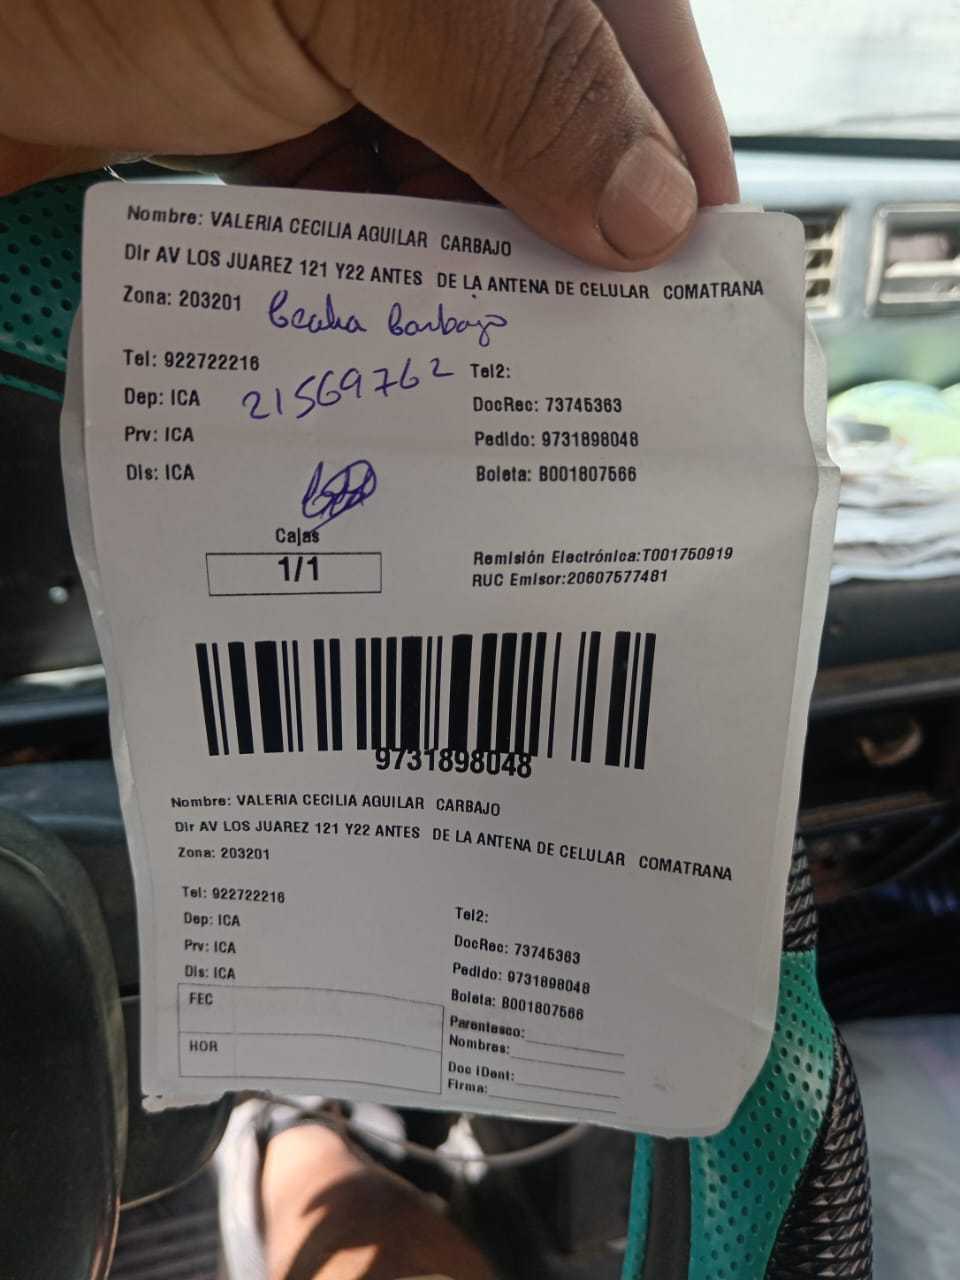 Nombre: VALERIA CECILIA AGUILAR CARBAJO
Dir AV LOS JUAREZ 121 Y22 ANTES DE LA ANTENA DE CELULAR COMATRANA
Zona: 203201
Cecilia Carbajo
Tel: 922722216
Tel2:
21569762
Dep: ICA
DocRec: 73745363
Prv: ICA
Pedido: 9731898048
Dis: ICA
Boleta: B001807566
Cajas
1/1
Remisión Electrónica:T001750919
RUC Emisor:20607577481
9731898048
Nombre: VALERIA CECILIA AGUILAR CARBAJO
Dir AV LOS JUAREZ 121 Y22 ANTES DE LA ANTENA DE CELULAR COMATRANA
Zona: 203201
Tel: 922722216
Tel2:
Dep: ICA
DocRec: 73745363
Prv: ICA
Pedido: 9731898048
Dis: ICA
Boleta: B001807566
FEC
Parentesco:
Nombres:
HOR
Doc IDent:
Firma: